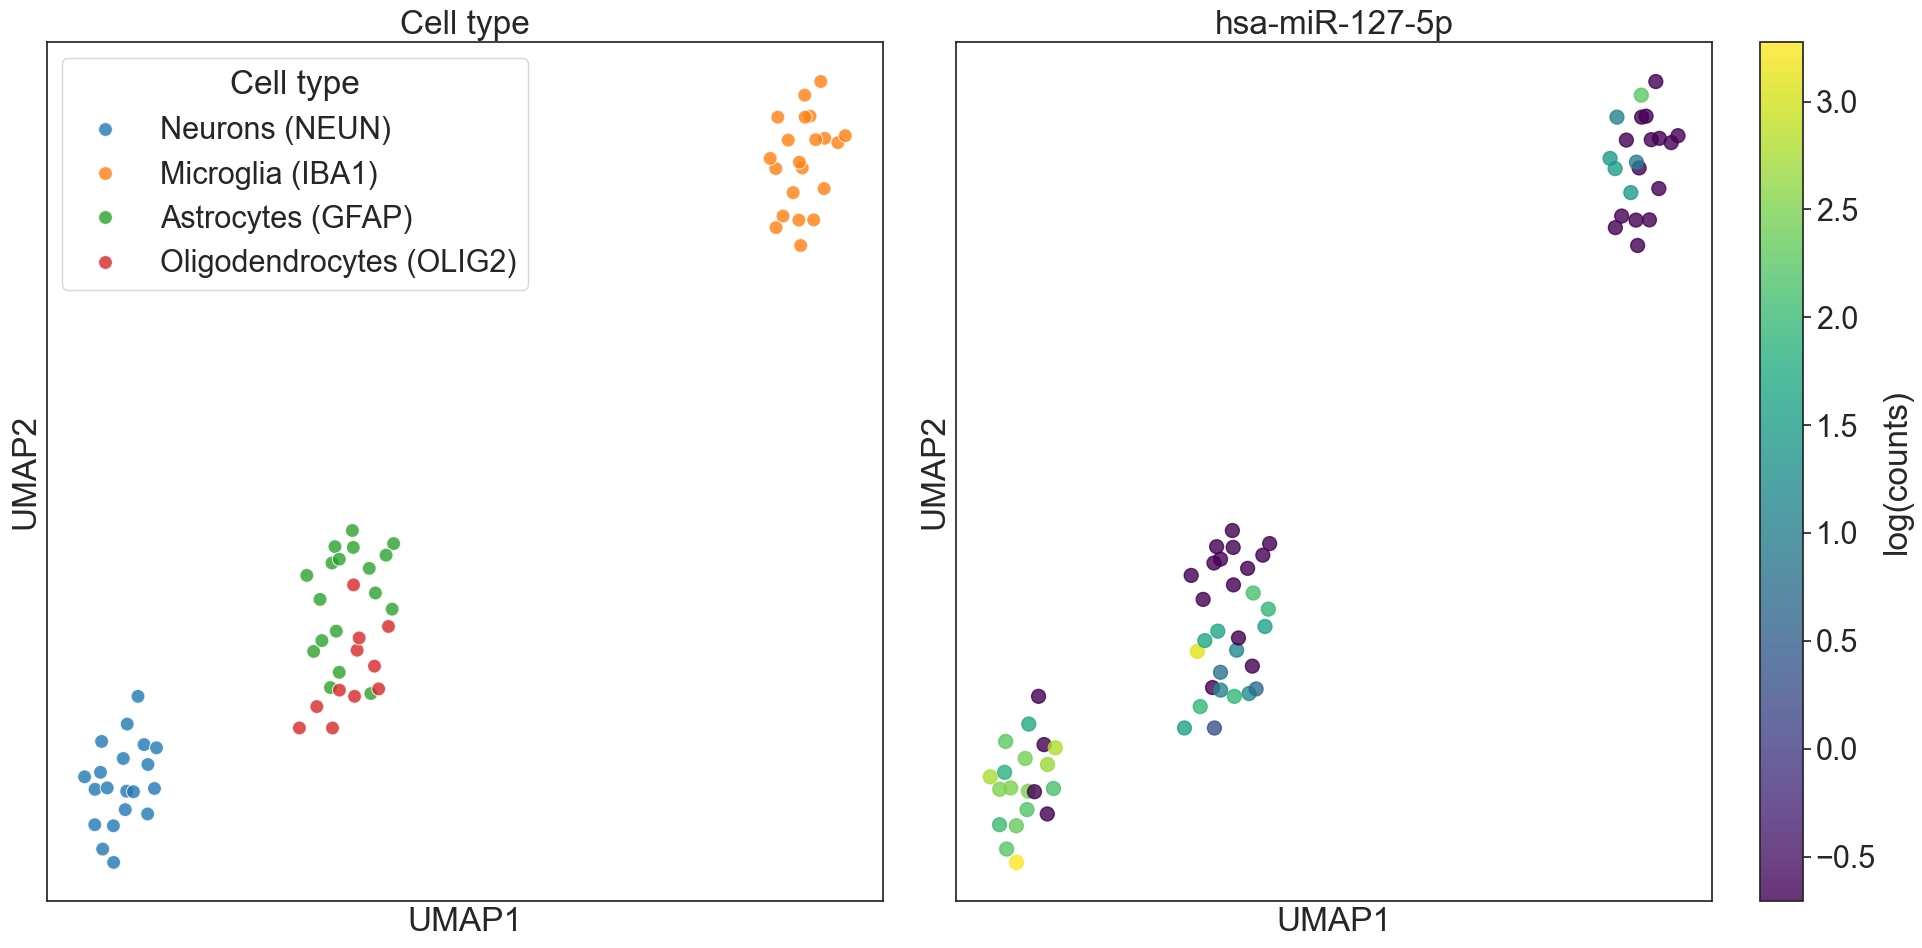 Cell type
Cell type
Neurons (NEUN)
Microglia (IBA1)
Astrocytes (GFAP)
Oligodendrocytes (OLIG2)
UMAP2
UMAP1
hsa-miR-127-5p
UMAP2
UMAP1
3.0
2.5
2.0
1.5
1.0
0.5
0.0
−0.5
log(counts)